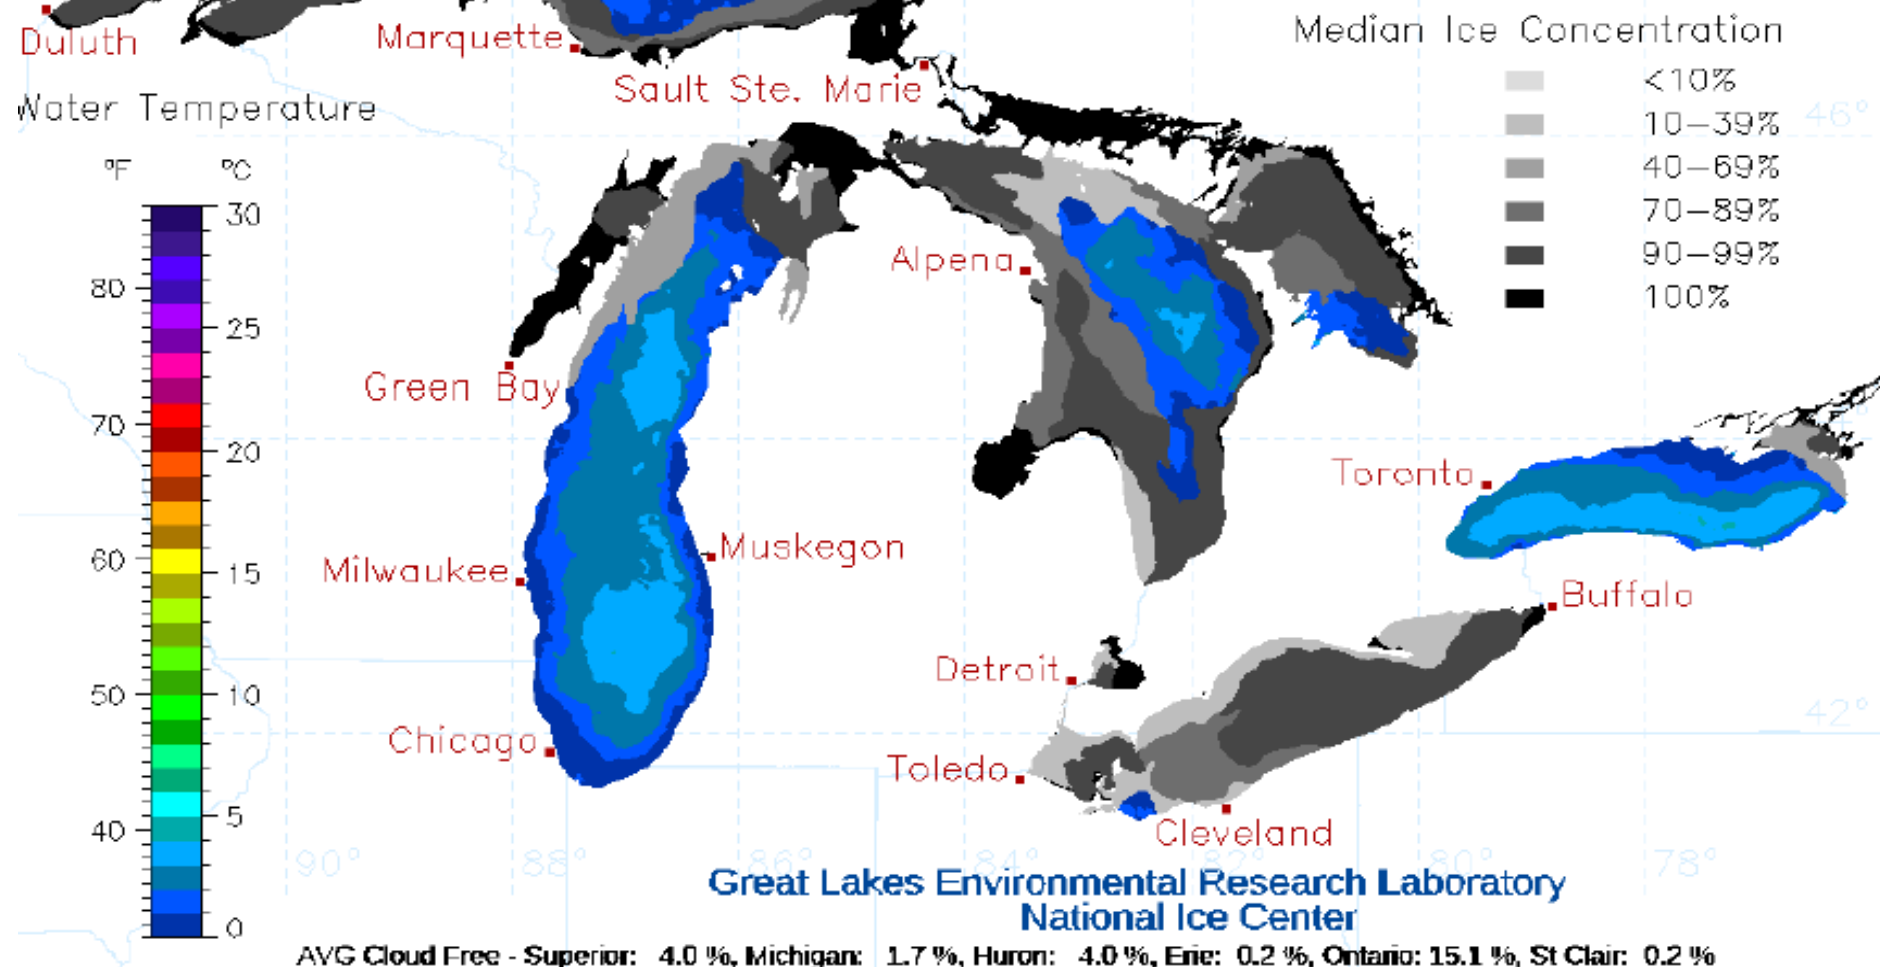 Duluth
Marquette
Sault Ste. Marie
Median Ice Concentration
<10%
10–39%
40–69%
70–89%
90–99%
100%
46°
Water Temperature
°F °C
30
80
25
70
20
60
15
50
10
40
5
0
Alpena
Green Bay
Toronto
Muskegon
Milwaukee
Buffalo
Detroit
42°
Chicago
Toledo
Cleveland
90° 88° 86° 84° 82° 80° 78°
Great Lakes Environmental Research Laboratory
National Ice Center
AVG Cloud Free - Superior: 4.0 %, Michigan: 1.7 %, Huron: 4.0 %, Erie: 0.2 %, Ontario: 15.1 %, St Clair: 0.2 %